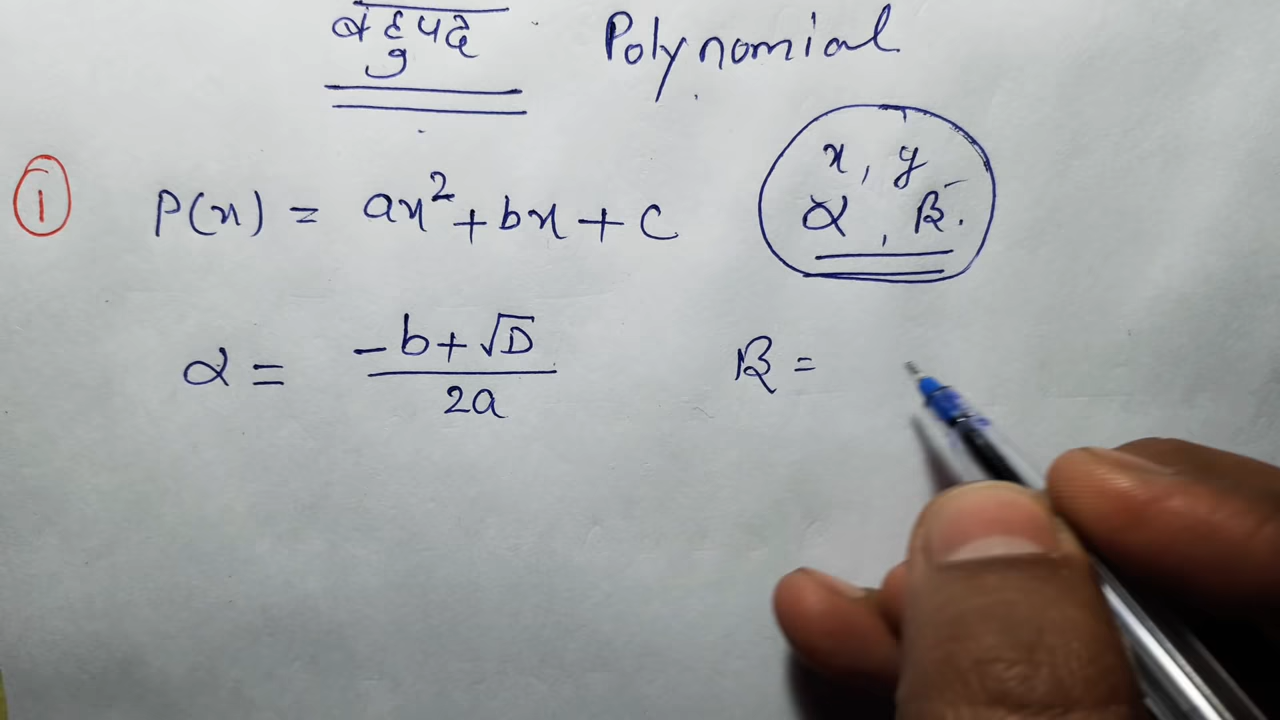 बहुपद Polynomial
① P(x) = ax² + bx + C
x, y
α, β.
α = (-b + √D) / 2a    β =